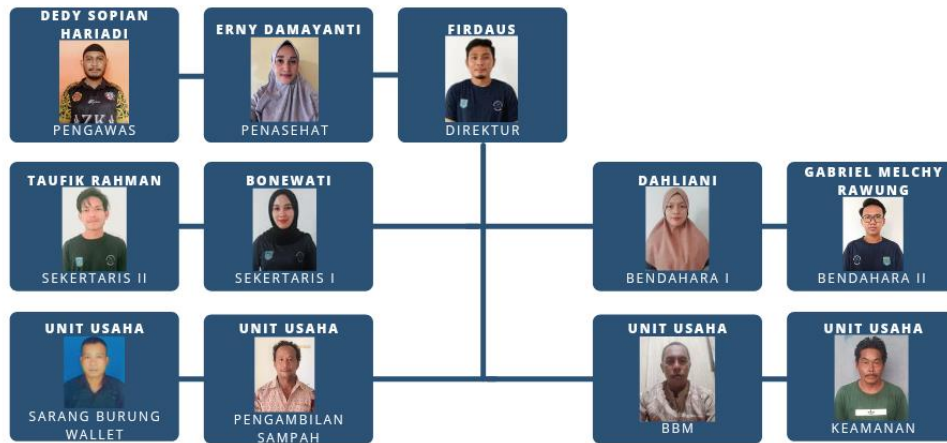 DEDY SOPIAN
HARIADI
PENGAWAS
ERNY DAMAYANTI
PENASEHAT
FIRDAUS
DIREKTUR
TAUFIK RAHMAN
SEKERTARIS II
BONEWATI
SEKERTARIS I
DAHLIANI
BENDAHARA I
GABRIEL MELCHY
RAWUNG
BENDAHARA II
UNIT USAHA
SARANG BURUNG
WALLET
UNIT USAHA
PENGAMBILAN
SAMPAH
UNIT USAHA
BBM
UNIT USAHA
KEAMANAN